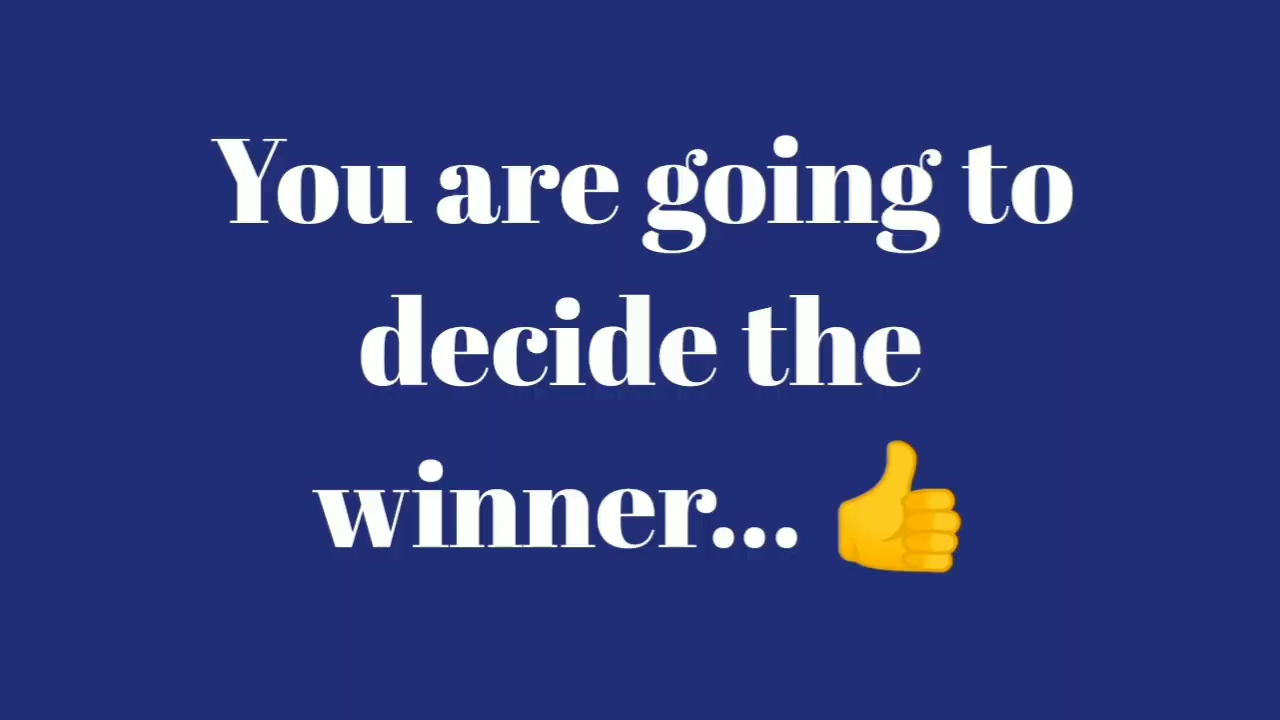 You are going to
decide the
winner... 👍